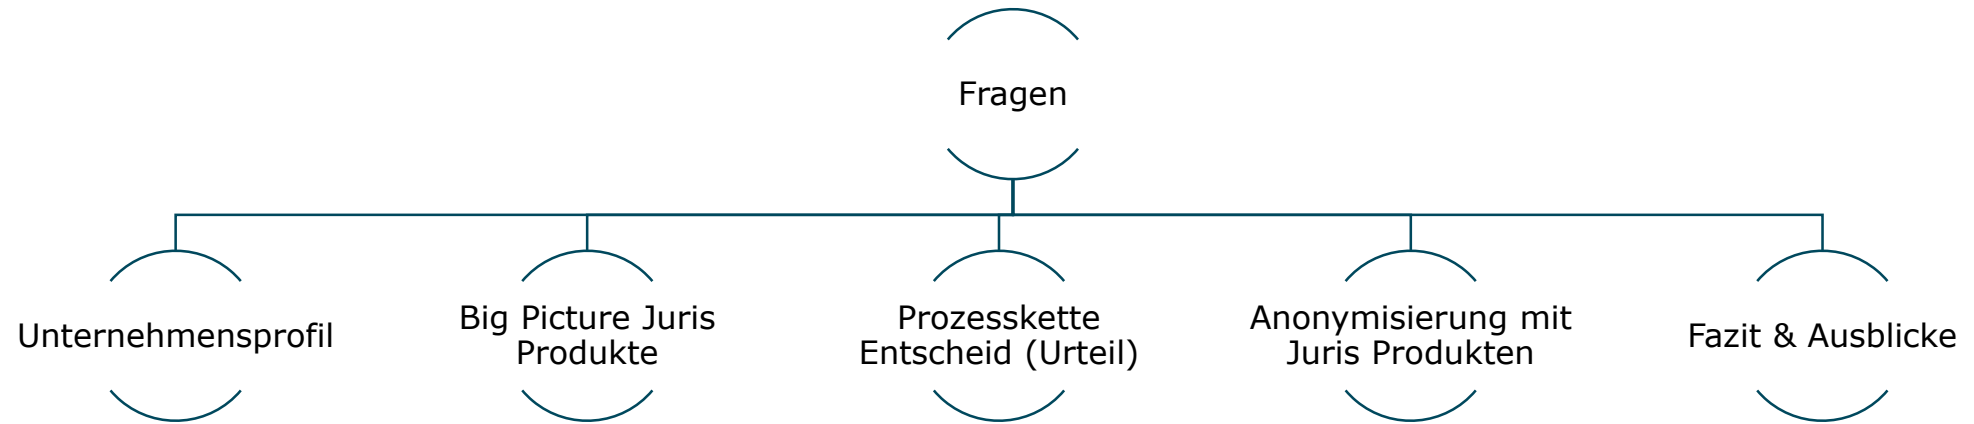 Fragen
Unternehmensprofil
Big Picture Juris
Produkte
Prozesskette
Entscheid (Urteil)
Anonymisierung mit
Juris Produkten
Fazit & Ausblicke